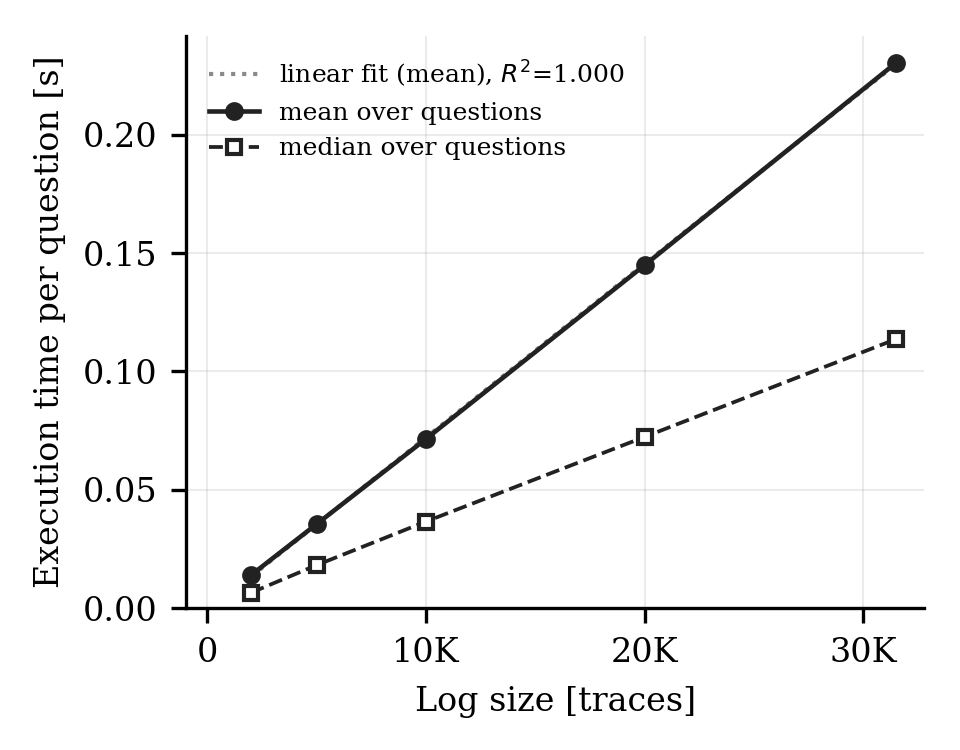 linear fit (mean), R²=1.000
mean over questions
median over questions
Execution time per question [s]
0.20
0.15
0.10
0.05
0.00
0 10K 20K 30K
Log size [traces]